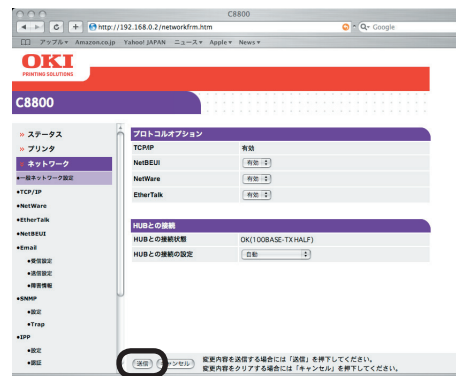 C8800
http://192.168.0.2/networkfrm.htm
Q- Google
アップル Amazon.co.jp Yahoo! JAPAN ニュース Apple News
OKI
PRINTING SOLUTIONS
C8800
» ステータス
» プリンタ
» ネットワーク
●一般ネットワーク設定
●TCP/IP
●NetWare
●EtherTalk
●NetBEUI
●Email
●受信設定
●送信設定
●障害情報
●SNMP
●設定
●Trap
●IPP
●設定
●認証
プロトコルオプション
TCP/IP 有効
NetBEUI 有効
NetWare 有効
EtherTalk 有効
HUBとの接続
HUBとの接続状態 OK(100BASE-TX HALF)
HUBとの接続の設定 自動
送信 キャンセル
変更内容を送信する場合には「送信」を押下してください。
変更内容をクリアする場合には「キャンセル」を押下してください。